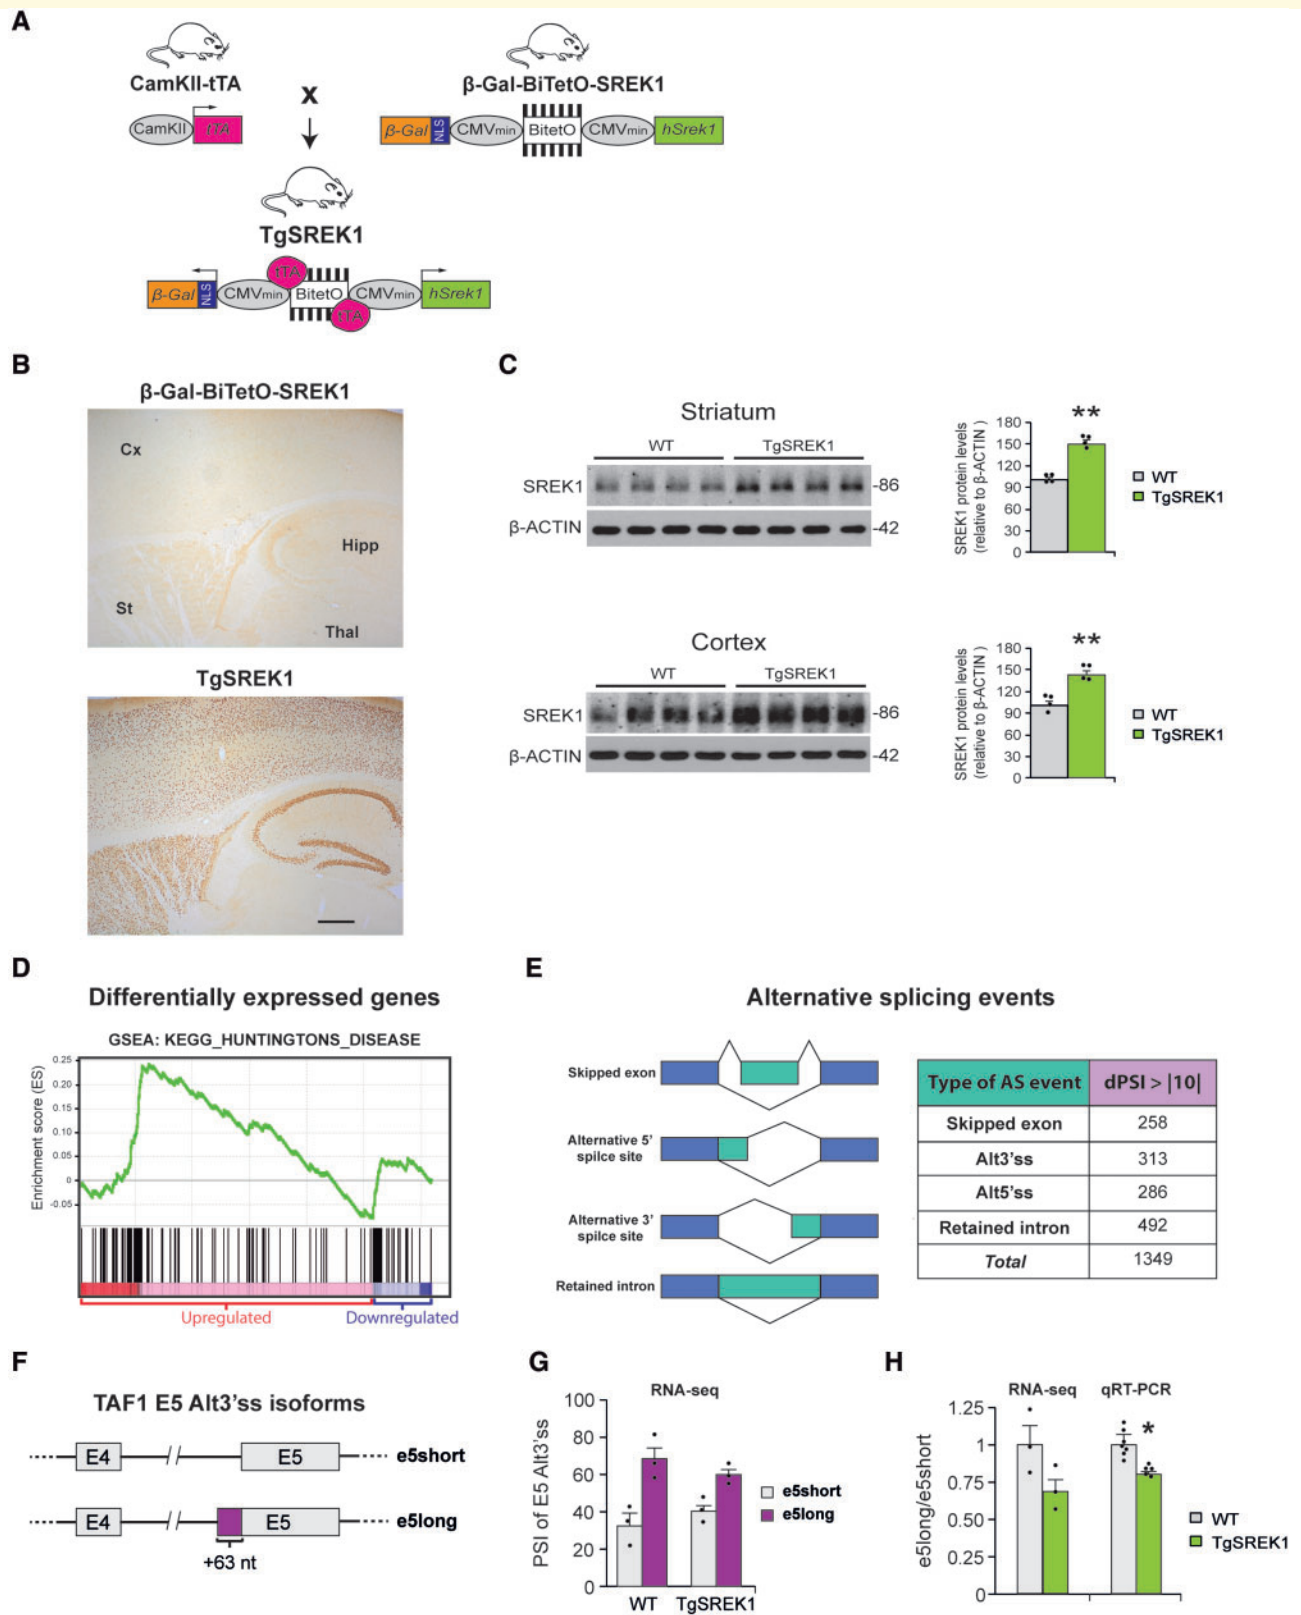 A
CamKII-tTA
x
β-Gal-BiTetO-SREK1
CamKII
tTA
β-Gal
NLS
CMVmin
BitetO
CMVmin
hSrek1
TgSREK1
tTA
β-Gal
NLS
CMVmin
BitetO
CMVmin
hSrek1
tTA
B
β-Gal-BiTetO-SREK1
Cx
Hipp
St
Thal
TgSREK1
C
Striatum
WT
TgSREK1
SREK1
-86
β-ACTIN
-42
SREK1 protein levels
(relative to β-ACTIN )
180
150
120
90
60
30
0
**
WT
TgSREK1
Cortex
WT
TgSREK1
SREK1
-86
β-ACTIN
-42
SREK1 protein levels
(relative to β-ACTIN )
180
150
120
90
60
30
0
**
WT
TgSREK1
D
Differentially expressed genes
GSEA: KEGG_HUNTINGTONS_DISEASE
Enrichment score (ES)
0.25
0.20
0.15
0.10
0.05
0
-0.05
Upregulated
Downregulated
E
Alternative splicing events
Skipped exon
Alternative 5'
spilce site
Alternative 3'
spilce site
Retained intron
Type of AS event dPSI > |10|
Skipped exon 258
Alt3'ss 313
Alt5'ss 286
Retained intron 492
Total 1349
F
TAF1 E5 Alt3'ss isoforms
E4 // E5 e5short
E4 // E5 e5long
+63 nt
G
RNA-seq
PSI of E5 Alt3'ss
100
80
60
40
20
0
WT TgSREK1
e5short
e5long
H
RNA-seq qRT-PCR
e5long/e5short
1.25
1
0.75
0.50
0.25
0
*
WT
TgSREK1